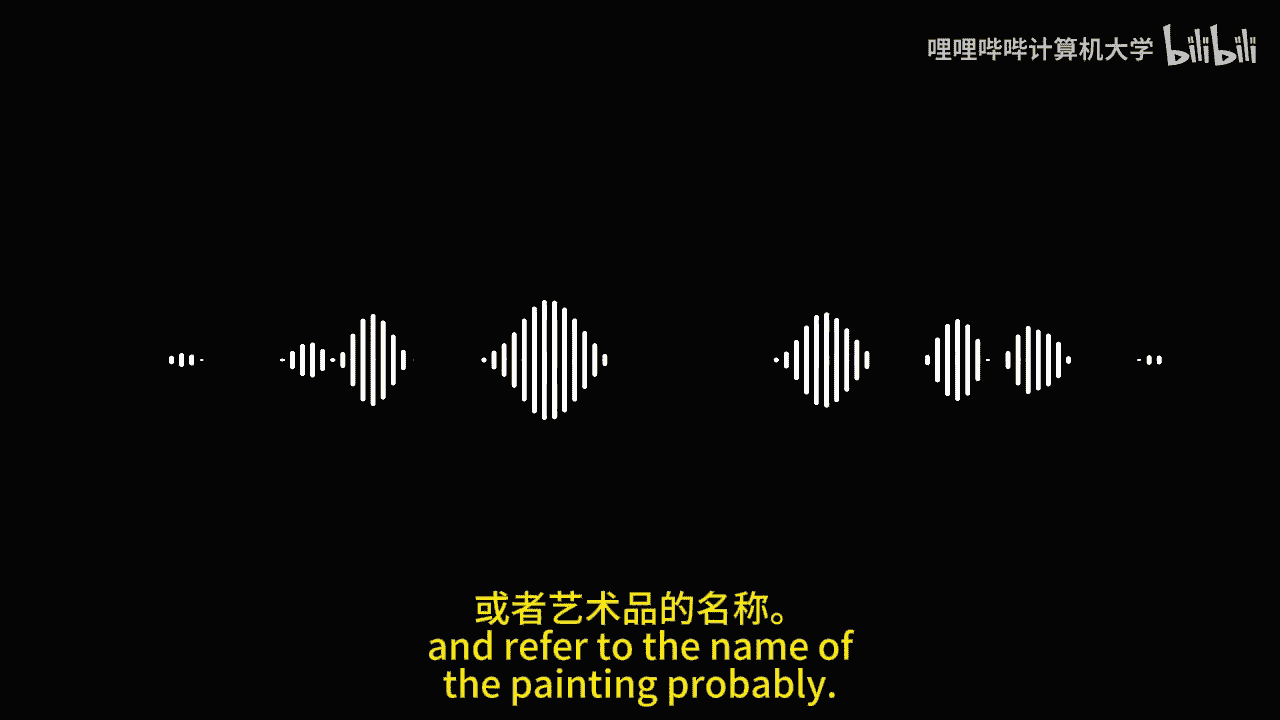 哩哩哔哔计算机大学 bilibili
或者艺术品的名称。
and refer to the name of
the painting probably.